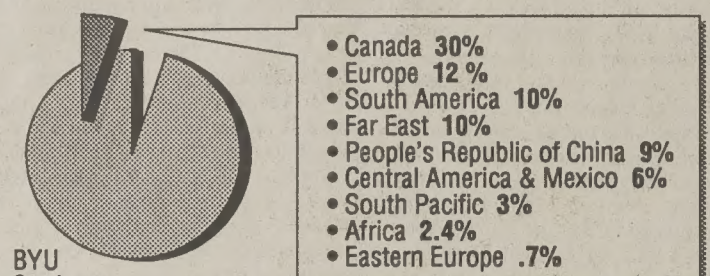 • Canada 30%
• Europe 12 %
• South America 10%
• Far East 10%
• People's Republic of China 9%
• Central America & Mexico 6%
• South Pacific 3%
• Africa 2.4%
• Eastern Europe .7%
BYU